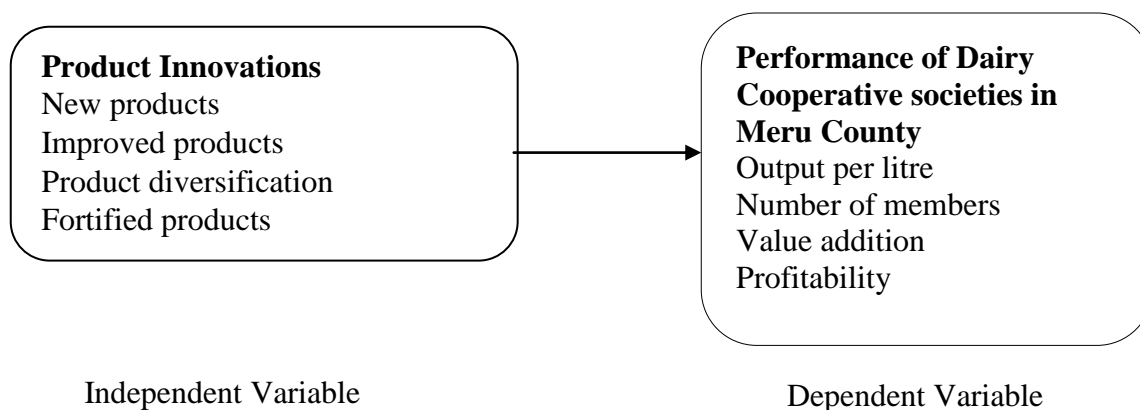 Product Innovations
New products
Improved products
Product diversification
Fortified products
Performance of Dairy
Cooperative societies in
Meru County
Output per litre
Number of members
Value addition
Profitability
Independent Variable
Dependent Variable